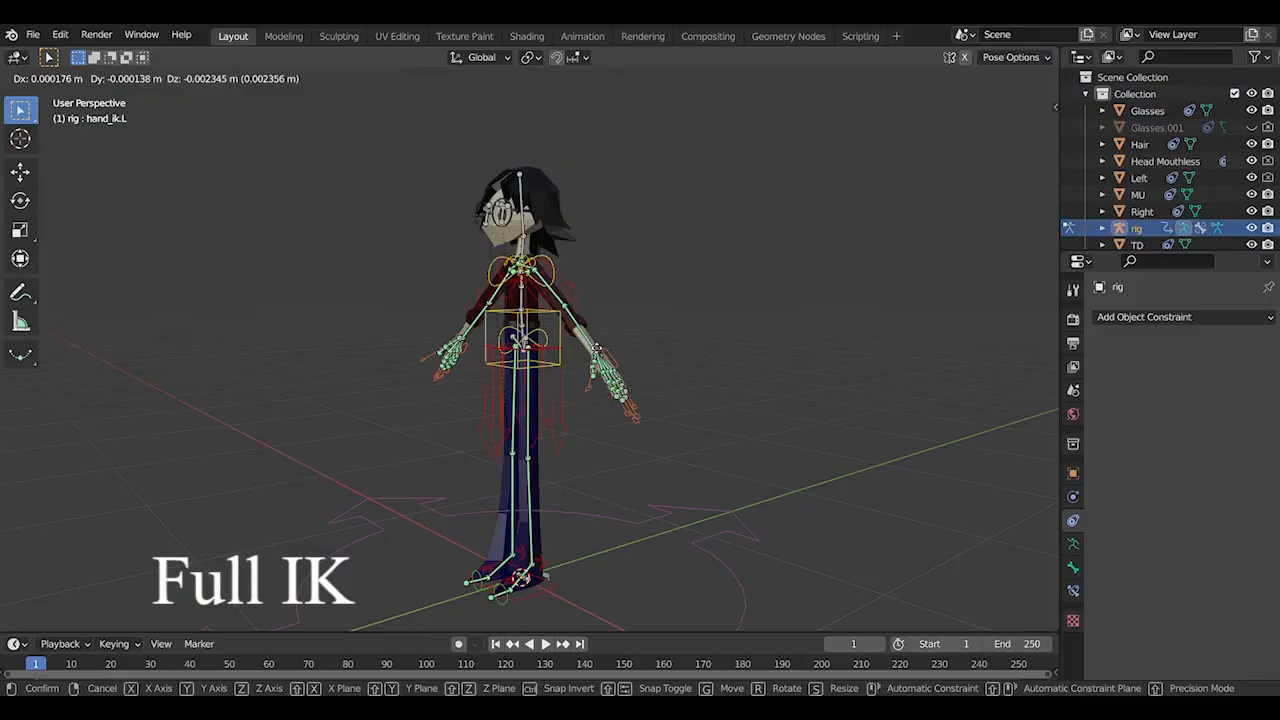 File Edit Render Window Help Layout Modeling Sculpting UV Editing Texture Paint Shading Animation Rendering Compositing Geometry Nodes Scripting + Scene View Layer
Global X Pose Options
Dx: 0.000176 m Dy: -0.000138 m Dz: -0.002345 m (0.002356 m)
Scene Collection
Collection
User Perspective
(1) rig : hand_ik.L
Glasses
Glasses.001
Hair
Head Mouthless
Left
MU
Right
rig
TD
rig
Add Object Constraint
Full IK
Playback Keying View Marker 1 Start 1 End 250
1 10 20 30 40 50 60 70 80 90 100 110 120 130 140 150 160 170 180 190 200 210 220 230 240 250
Confirm Cancel X X Axis Y Y Axis Z Z Axis X X Plane Y Y Plane Z Z Plane Ctrl Snap Invert Snap Toggle G Move R Rotate S Resize Automatic Constraint Automatic Constraint Plane Precision Mode